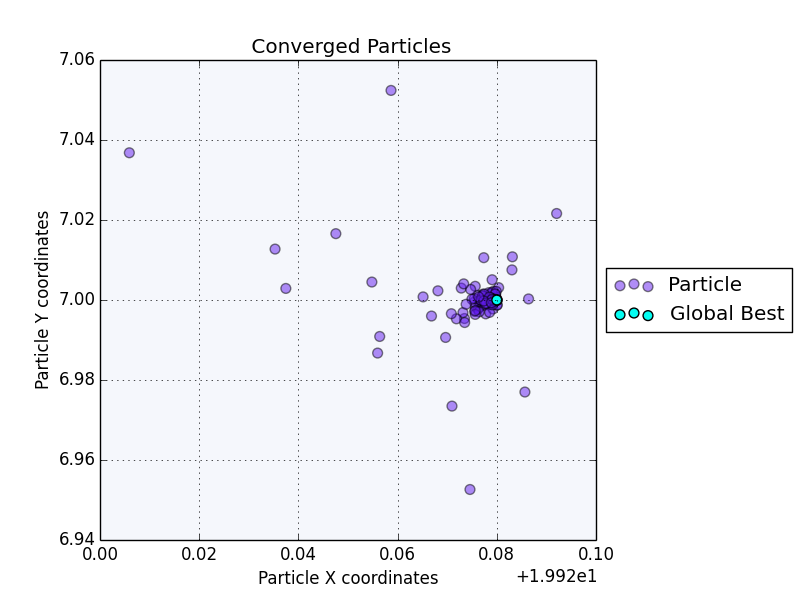 Converged Particles
7.06
7.04
7.02
7.00
6.98
6.96
6.94
Particle Y coordinates
0.00 0.02 0.04 0.06 0.08 0.10
Particle X coordinates
+1.992e1
Particle
Global Best